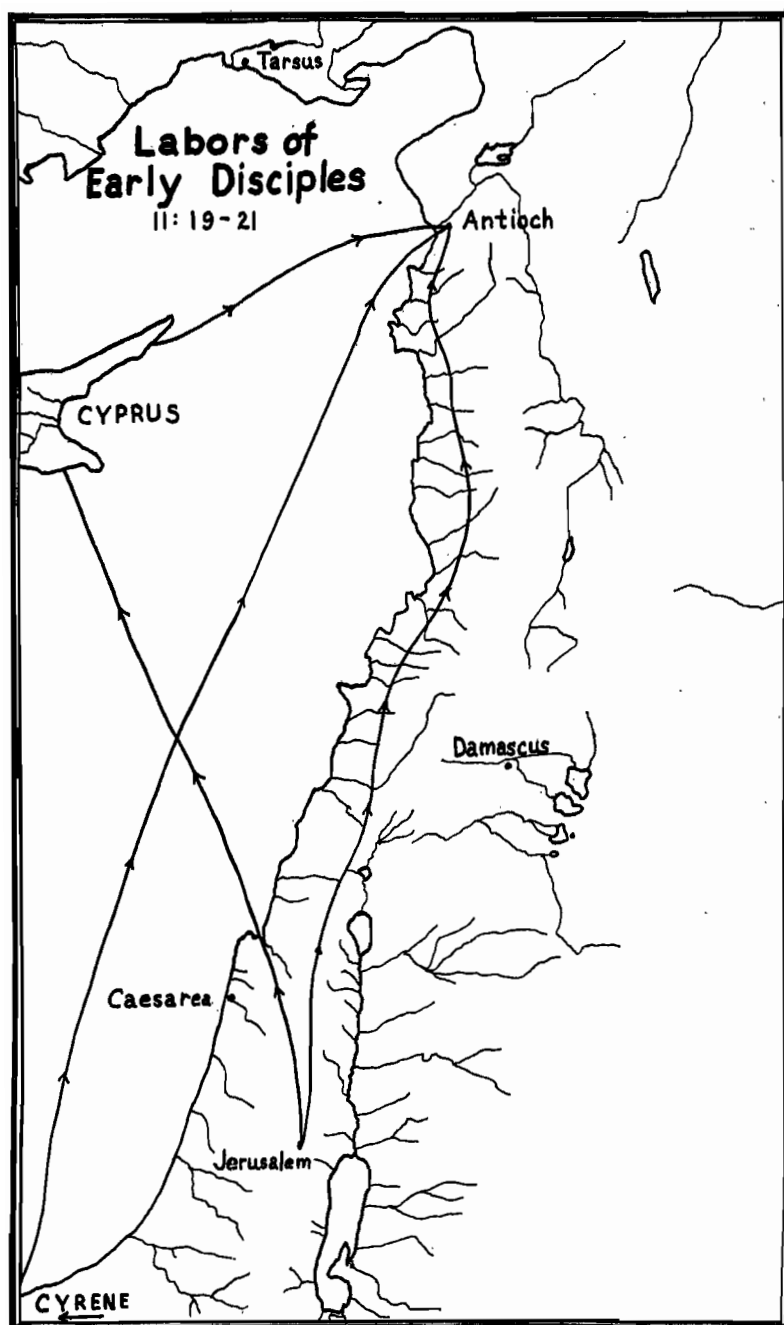 Tarsus
Labors of
Early Disciples
11:19-21
Antioch
CYPRUS
Damascus
Caesarea
Jerusalem
CYRENE